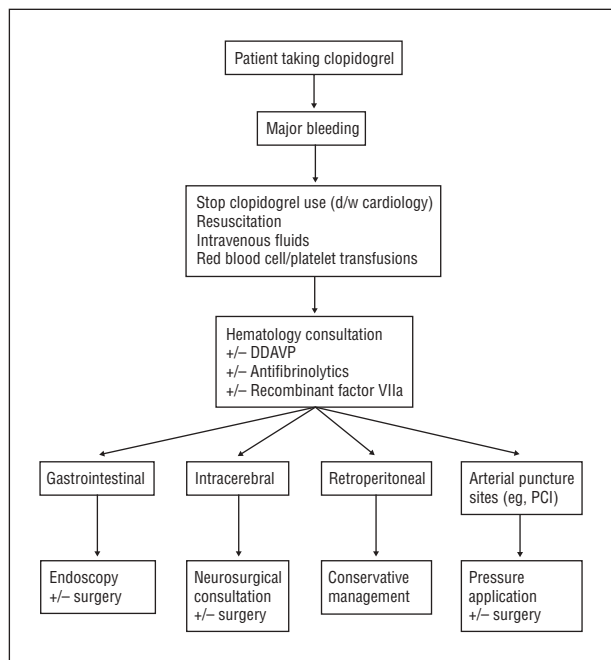 Patient taking clopidogrel
Major bleeding
Stop clopidogrel use (d/w cardiology)
Resuscitation
Intravenous fluids
Red blood cell/platelet transfusions
Hematology consultation
+/− DDAVP
+/− Antifibrinolytics
+/− Recombinant factor VIIa
Gastrointestinal
Intracerebral
Retroperitoneal
Arterial puncture
sites (eg, PCI)
Endoscopy
+/− surgery
Neurosurgical
consultation
+/− surgery
Conservative
management
Pressure
application
+/− surgery